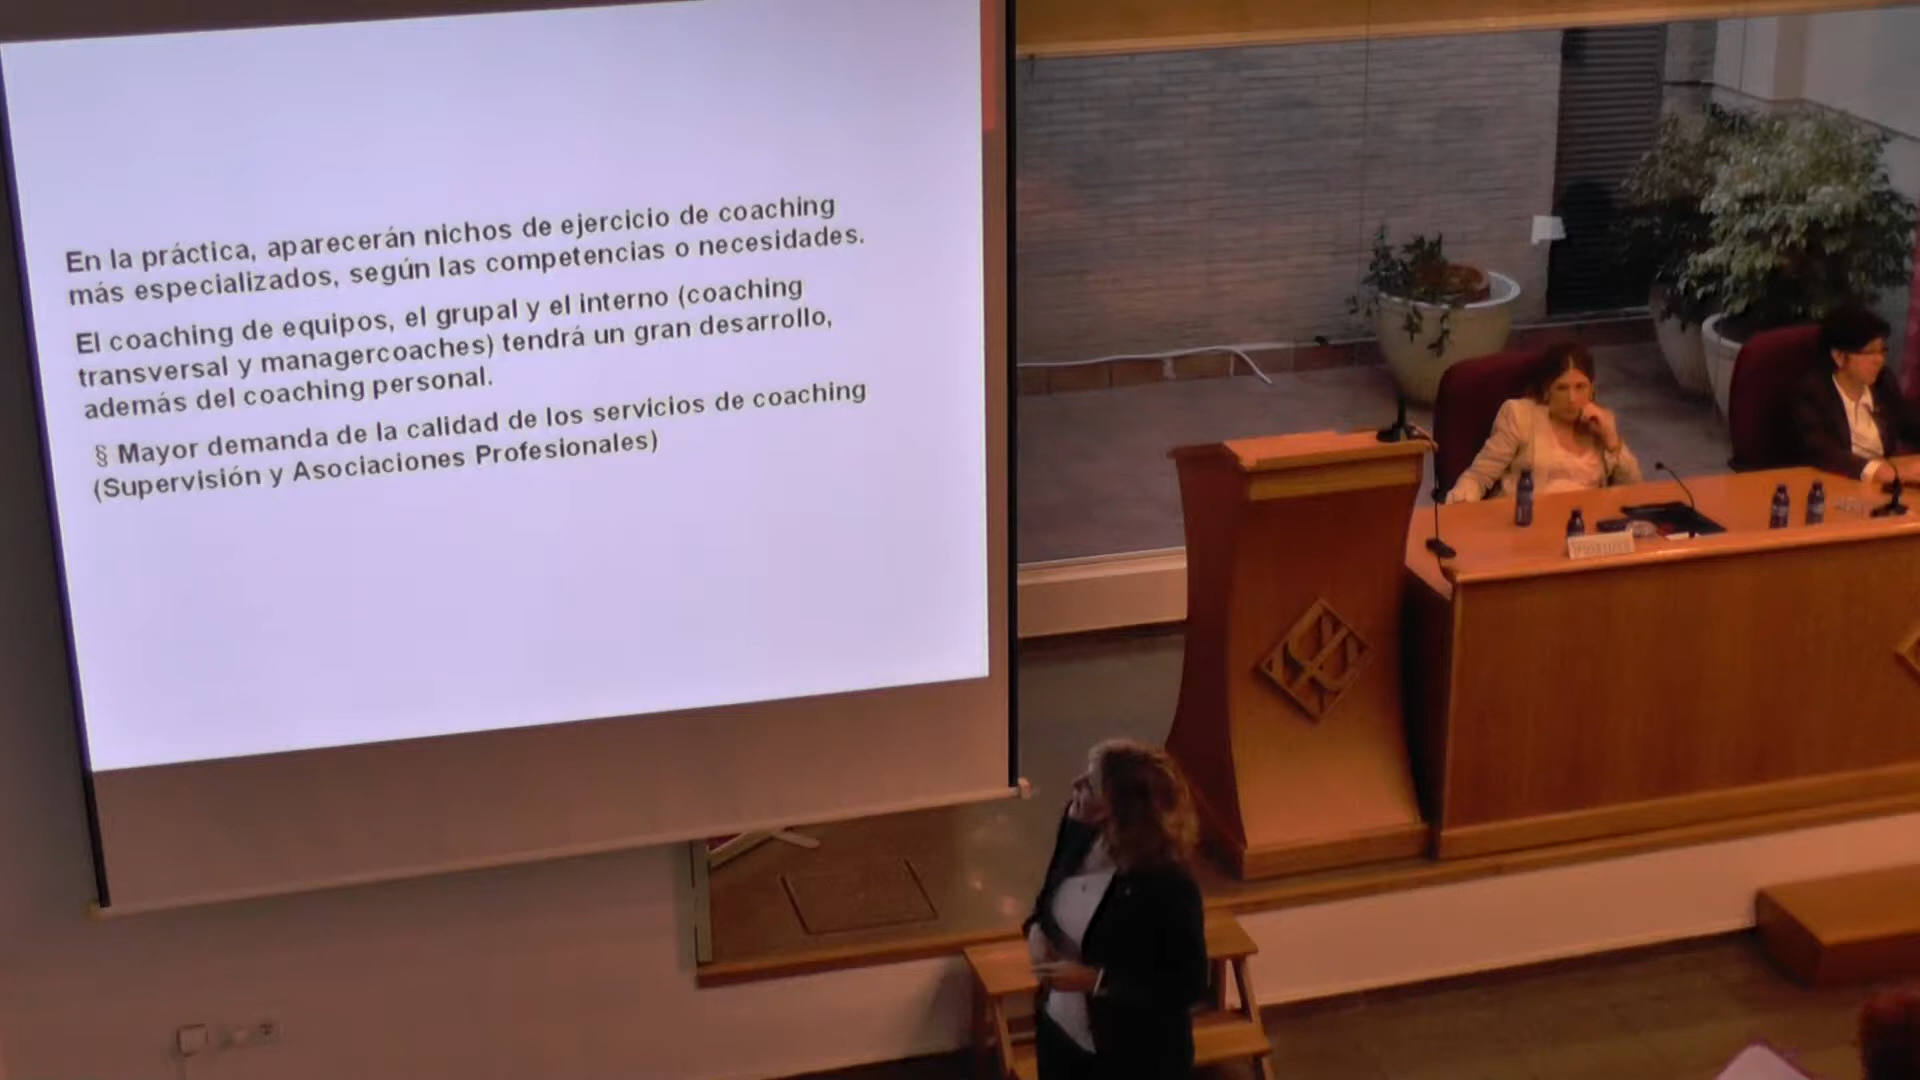 En la práctica, aparecerán nichos de ejercicio de coaching
más especializados, según las competencias o necesidades.
El coaching de equipos, el grupal y el interno (coaching
transversal y managercoaches) tendrá un gran desarrollo,
además del coaching personal.
§ Mayor demanda de la calidad de los servicios de coaching
(Supervisión y Asociaciones Profesionales)